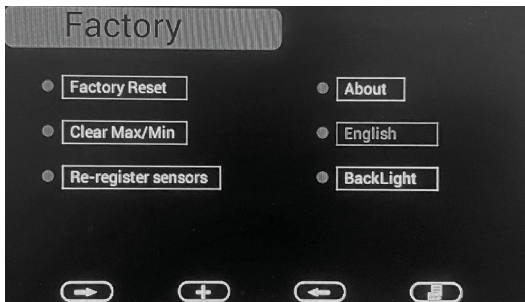 Factory
Factory Reset
Clear Max/Min
Re-register sensors
About
English
BackLight